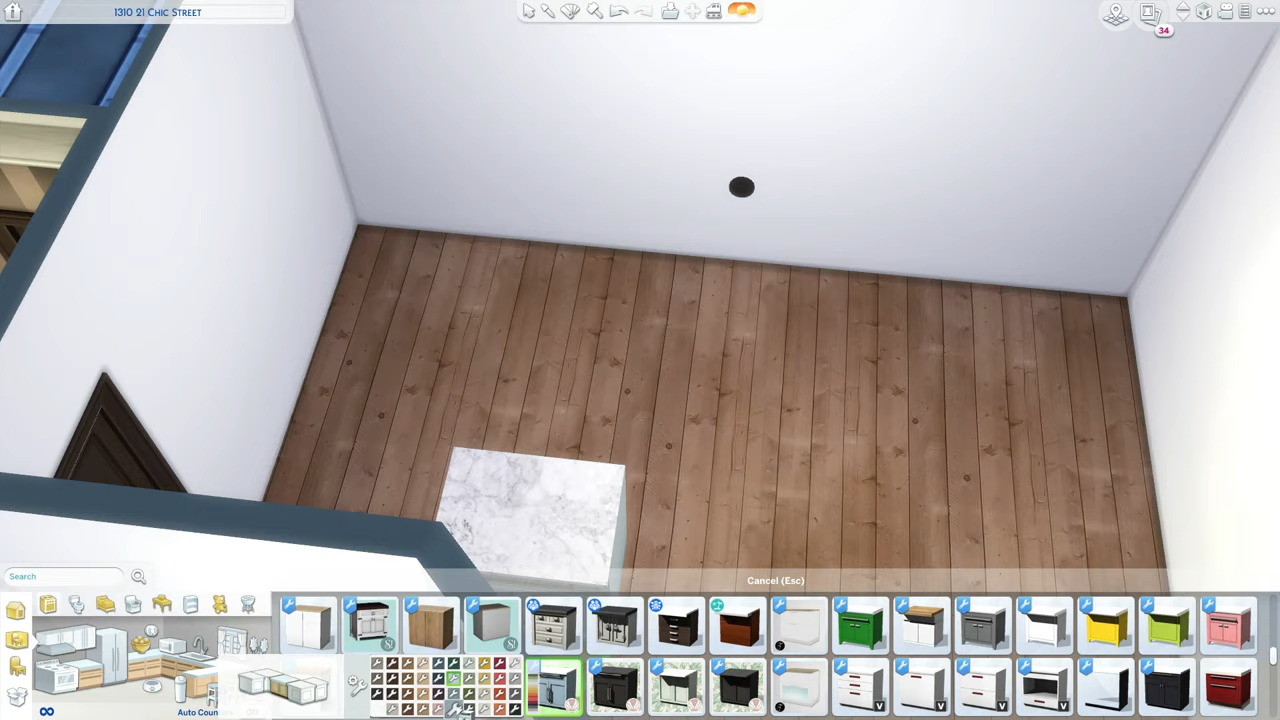 1310 21 Chic Street
34
Cancel (Esc)
Search
V
V
V
V
∞
Auto Coun